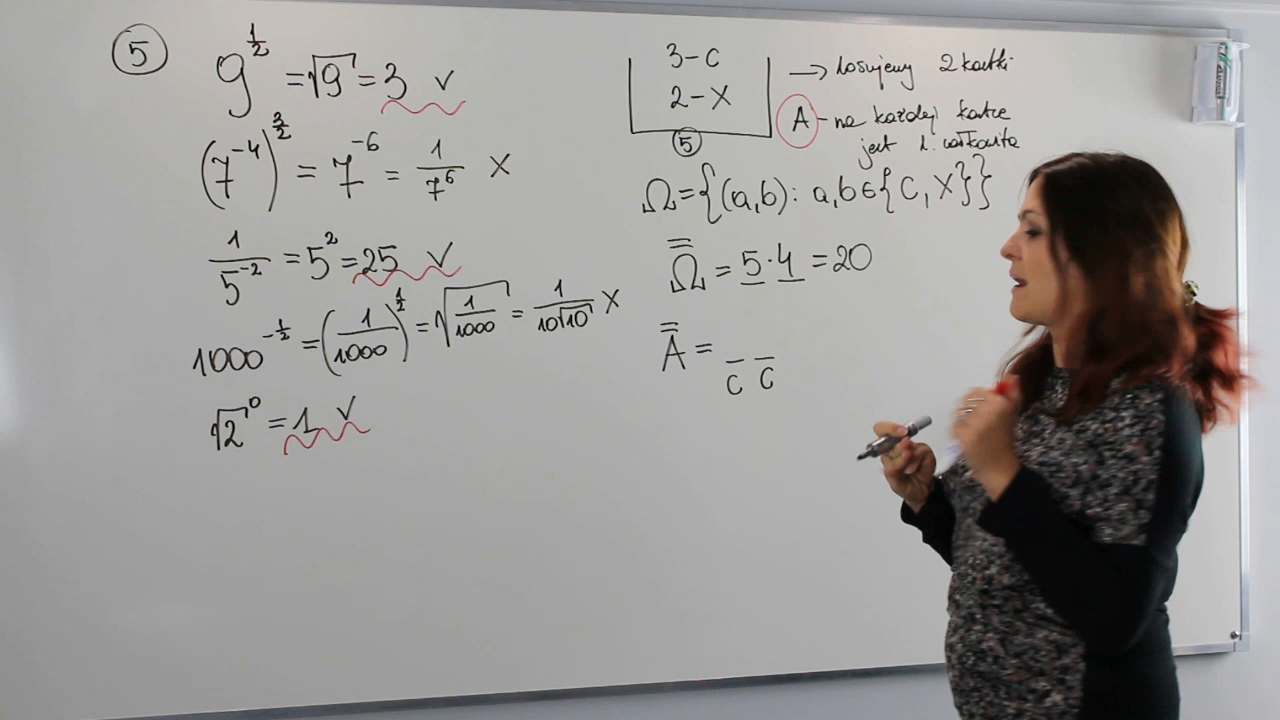 5
9^{1/2} = √9 = 3 ✓
(7^{-4})^{3/2} = 7^{-6} = 1/7^6 X
1/5^{-2} = 5^2 = 25 ✓
1000^{-1/2} = (1/1000)^{1/2} = √(1/1000) = 1/(10√10) X
√2^0 = 1 ✓
3 - C
2 - X
5
→ losujemy 2 kartki
A - na każdej kartce
jest l. całkowita
Ω = {(a,b): a,b ∈ {C, X}}
Ω̿ = 5 · 4 = 20
A̿ =
C C